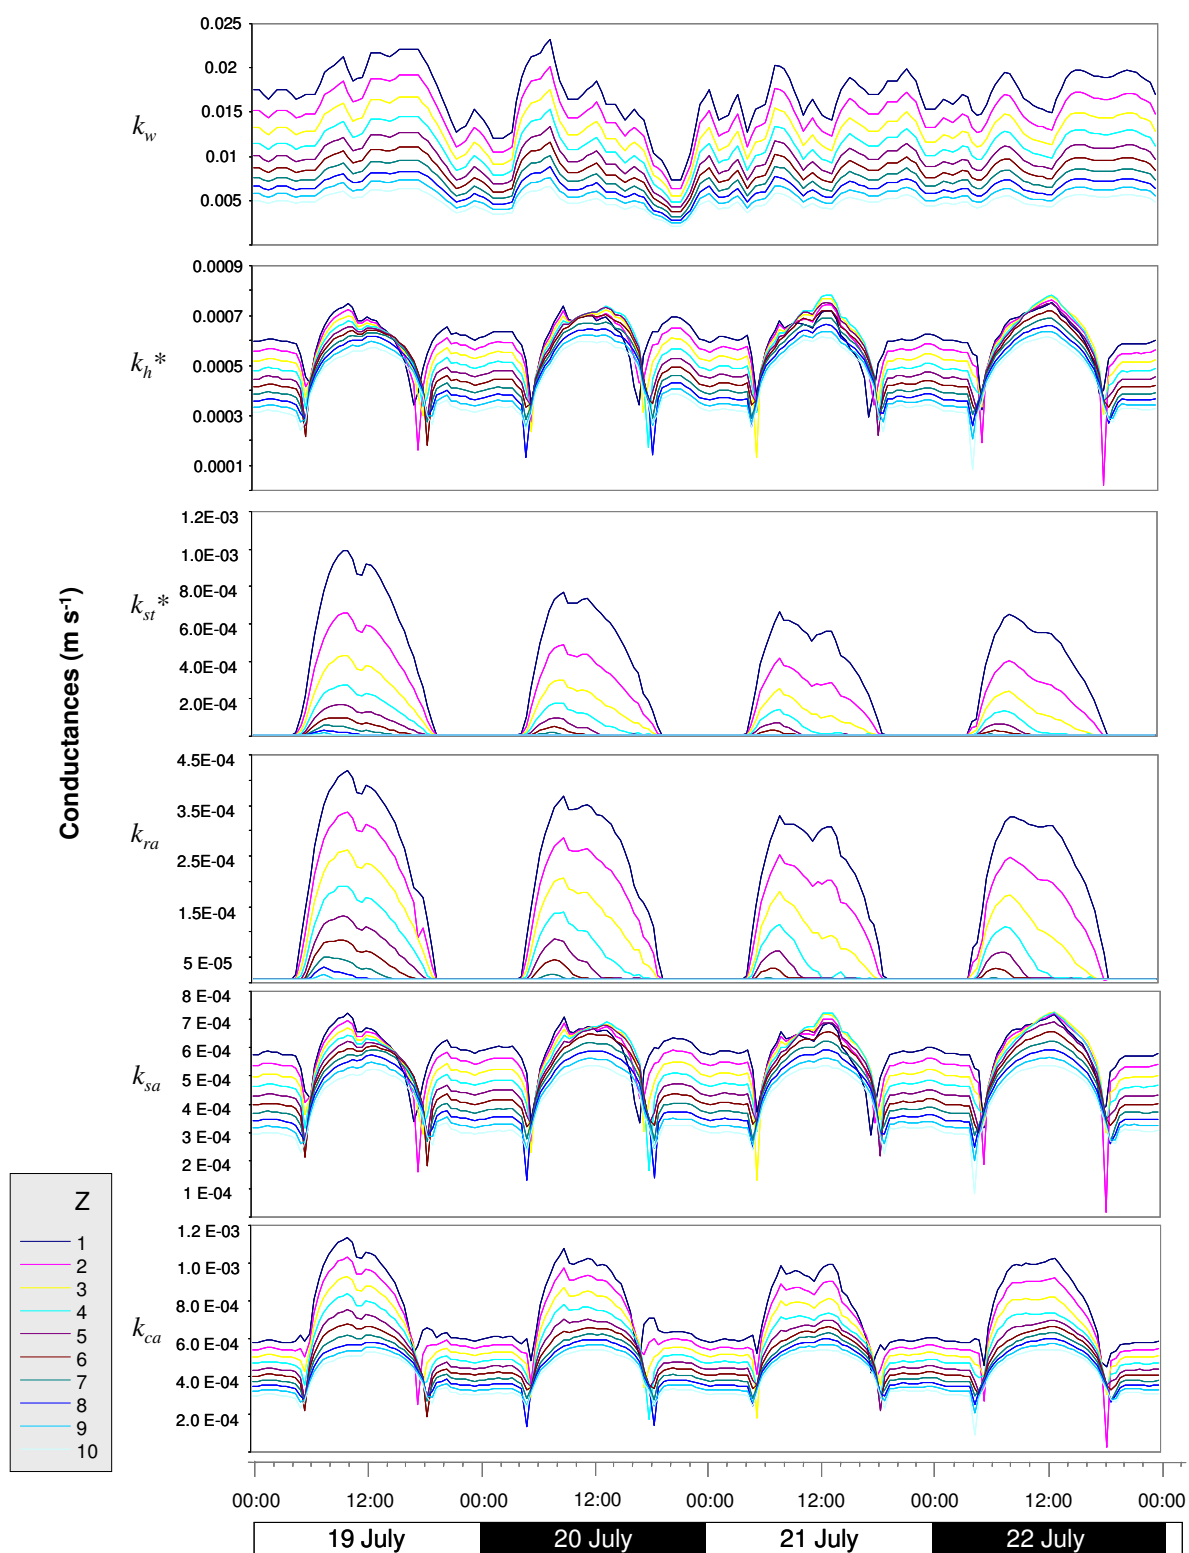 0.025
0.02
0.015
0.01
0.005
k_w
0.0009
0.0007
0.0005
0.0003
0.0001
k_h*
1.2E-03
1.0E-03
8.0E-04
6.0E-04
4.0E-04
2.0E-04
k_st*
Conductances (m s⁻¹)
4.5E-04
3.5E-04
2.5E-04
1.5E-04
5 E-05
k_ra
8 E-04
7 E-04
6 E-04
5 E-04
4 E-04
3 E-04
2 E-04
1 E-04
k_sa
1.2 E-03
1.0 E-03
8.0 E-04
6.0 E-04
4.0 E-04
2.0 E-04
k_ca
Z
1
2
3
4
5
6
7
8
9
10
00:00 12:00 00:00 12:00 00:00 12:00 00:00 12:00 00:00
19 July 20 July 21 July 22 July